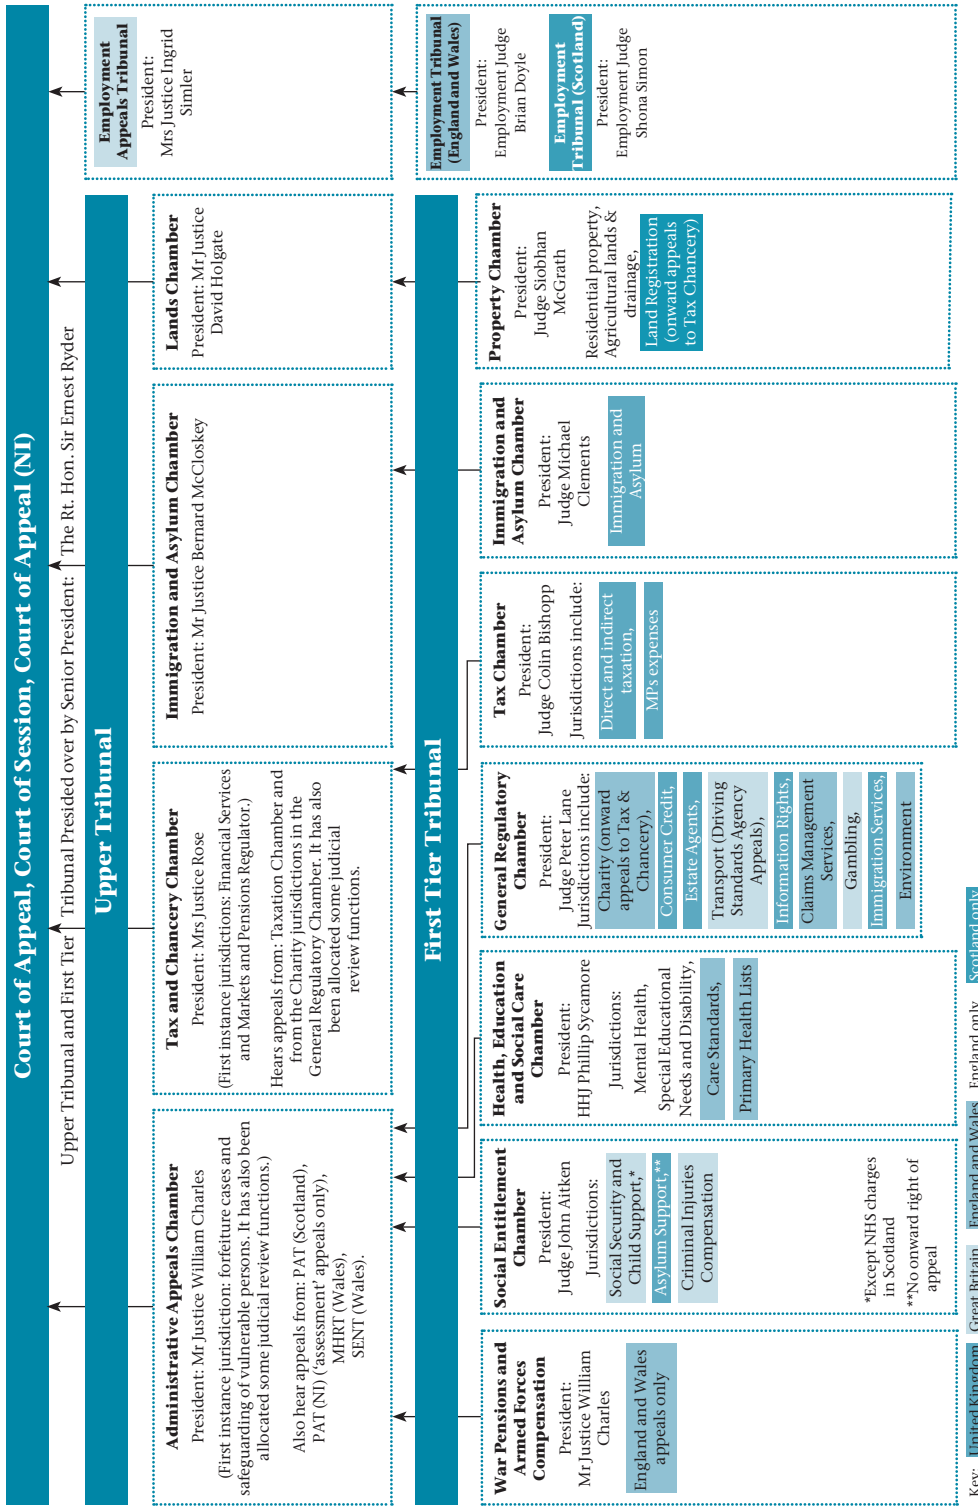 Court of Appeal, Court of Session, Court of Appeal (NI)
Upper Tribunal and First Tier Tribunal Presided over by Senior President: The Rt. Hon. Sir Ernest Ryder
Upper Tribunal
Administrative Appeals Chamber
President: Mr Justice William Charles
(First instance jurisdiction: forfeiture cases and
safeguarding of vulnerable persons. It has also been
allocated some judicial review functions.)
Also hear appeals from: PAT (Scotland),
PAT (NI) (‘assessment’ appeals only),
MHRT (Wales),
SENT (Wales).
Tax and Chancery Chamber
President: Mrs Justice Rose
(First instance jurisdictions: Financial Services
and Markets and Pensions Regulator.)
Hears appeals from: Taxation Chamber and
from the Charity jurisdictions in the
General Regulatory Chamber. It has also
been allocated some judicial
review functions.
Immigration and Asylum Chamber
President: Mr Justice Bernard McCloskey
Lands Chamber
President: Mr Justice
David Holgate
Employment
Appeals Tribunal
President:
Mrs Justice Ingrid
Simler
First Tier Tribunal
War Pensions and
Armed Forces
Compensation
President:
Mr Justice William
Charles
England and Wales
appeals only
Social Entitlement
Chamber
President:
Judge John Aitken
Jurisdictions:
Social Security and
Child Support,*
Asylum Support,**
Criminal Injuries
Compensation
*Except NHS charges
in Scotland
**No onward right of
appeal
Health, Education
and Social Care
Chamber
President:
HHJ Phillip Sycamore
Jurisdictions:
Mental Health,
Special Educational
Needs and Disability,
Care Standards,
Primary Health Lists
General Regulatory
Chamber
President:
Judge Peter Lane
Jurisdictions include:
Charity (onward
appeals to Tax &
Chancery),
Consumer Credit,
Estate Agents,
Transport (Driving
Standards Agency
Appeals),
Information Rights,
Claims Management
Services,
Gambling,
Immigration Services,
Environment
Tax Chamber
President:
Judge Colin Bishopp
Jurisdictions include:
Direct and indirect
taxation,
MPs expenses
Immigration and
Asylum Chamber
President:
Judge Michael
Clements
Immigration and
Asylum
Property Chamber
President:
Judge Siobhan
McGrath
Residential property,
Agricultural lands &
drainage,
Land Registration
(onward appeals
to Tax Chancery)
Employment Tribunal
(England and Wales)
President:
Employment Judge
Brian Doyle
Employment
Tribunal (Scotland)
President:
Employment Judge
Shona Simon
Key: United Kingdom Great Britain England and Wales England only Scotland only